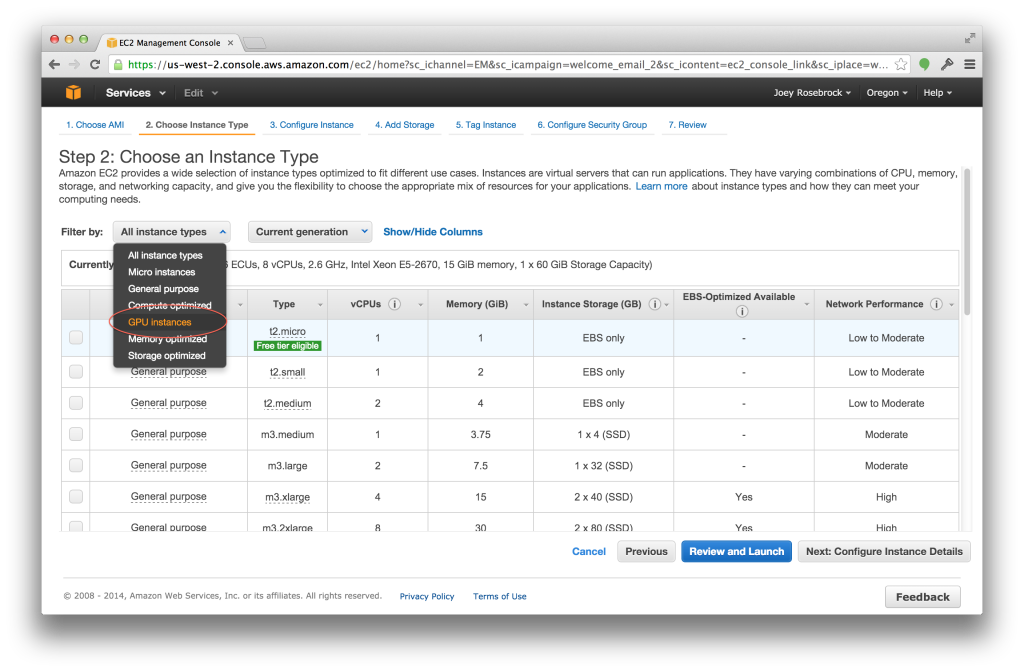 EC2 Management Console
https://us-west-2.console.aws.amazon.com/ec2/home?sc_ichannel=EM&sc_icampaign=welcome_email_2&sc_icontent=ec2_console_link&sc_iplace=w...
Services Edit Joey Rosebrock Oregon Help
1. Choose AMI 2. Choose Instance Type 3. Configure Instance 4. Add Storage 5. Tag Instance 6. Configure Security Group 7. Review
Step 2: Choose an Instance Type
Amazon EC2 provides a wide selection of instance types optimized to fit different use cases. Instances are virtual servers that can run applications. They have varying combinations of CPU, memory,
storage, and networking capacity, and give you the flexibility to choose the appropriate mix of resources for your applications. Learn more about instance types and how they can meet your
computing needs.
Filter by: All instance types Current generation Show/Hide Columns
All instance types
Micro instances
General purpose
Compute optimized
GPU instances
Memory optimized
Storage optimized
Currently ECUs, 8 vCPUs, 2.6 GHz, Intel Xeon E5-2670, 15 GiB memory, 1 x 60 GiB Storage Capacity)
Type vCPUs Memory (GiB) Instance Storage (GB) EBS-Optimized Available Network Performance
t2.micro 1 1 EBS only - Low to Moderate
Free tier eligible
General purpose t2.small 1 2 EBS only - Low to Moderate
General purpose t2.medium 2 4 EBS only - Low to Moderate
General purpose m3.medium 1 3.75 1 x 4 (SSD) - Moderate
General purpose m3.large 2 7.5 1 x 32 (SSD) - Moderate
General purpose m3.xlarge 4 15 2 x 40 (SSD) Yes High
General purpose m3.2xlarge 8 30 2 x 80 (SSD) Yes High
Cancel Previous Review and Launch Next: Configure Instance Details
© 2008 - 2014, Amazon Web Services, Inc. or its affiliates. All rights reserved. Privacy Policy Terms of Use Feedback